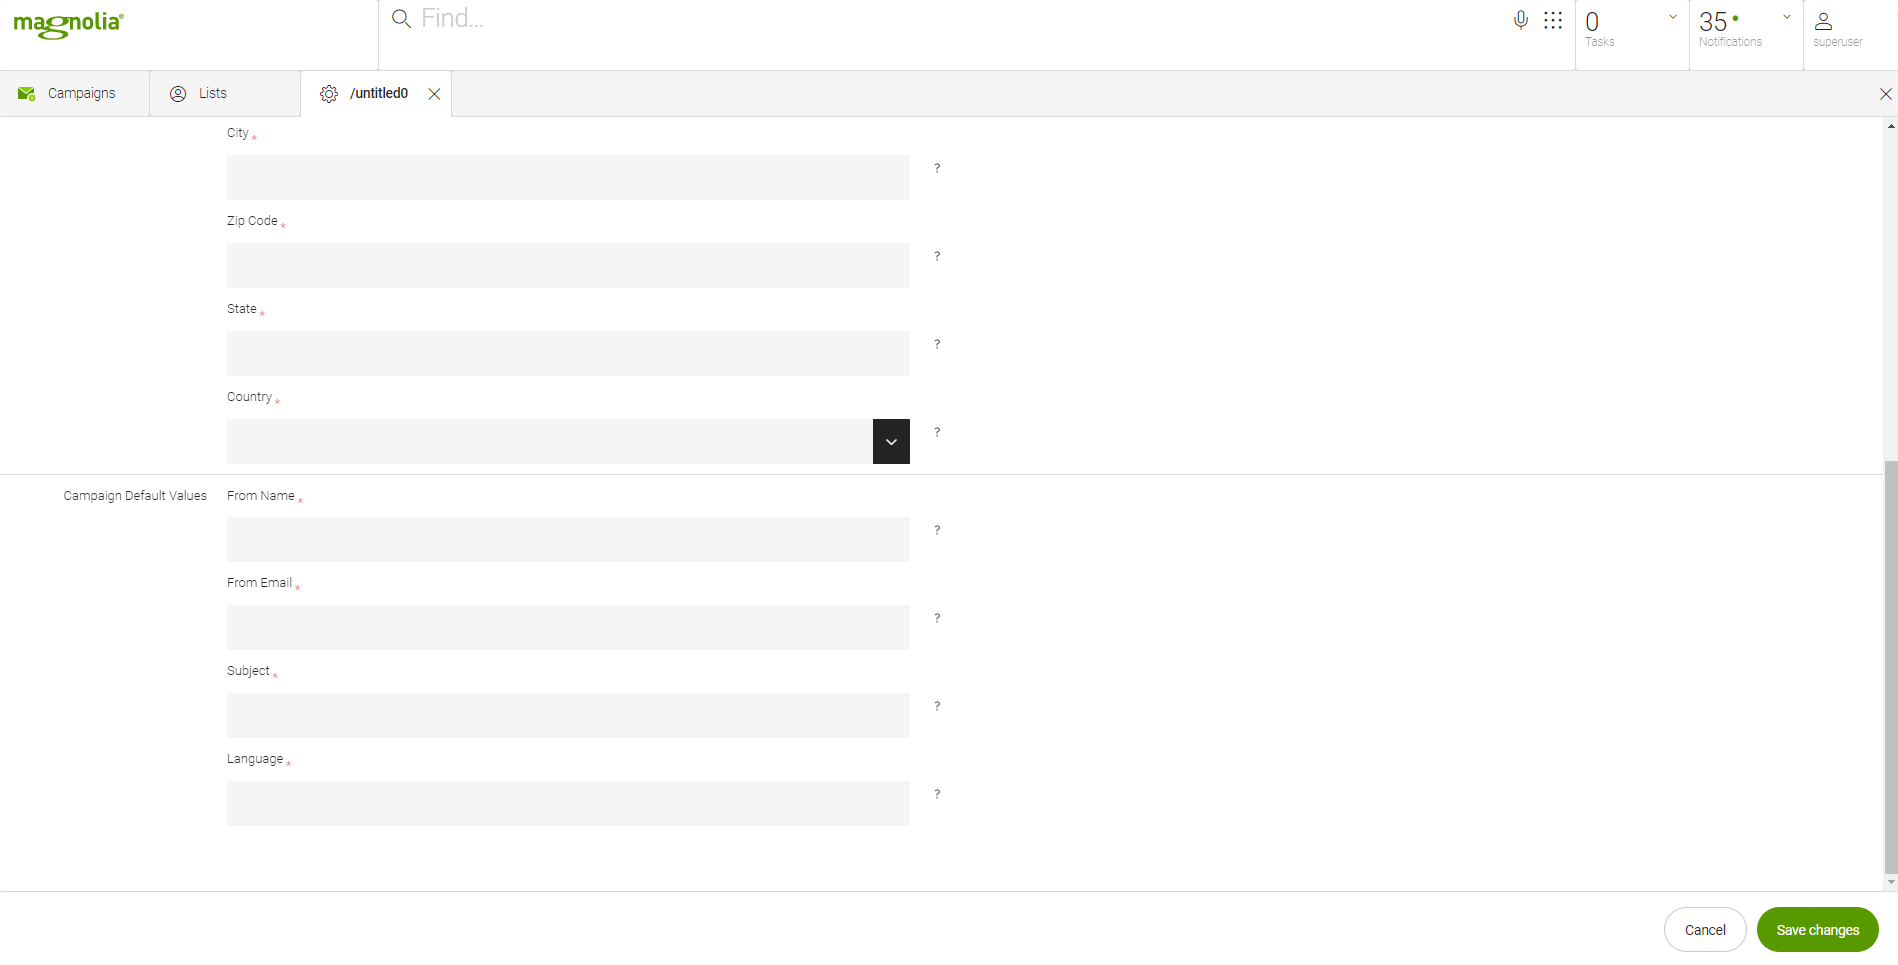 magnolia®
Find...
0
Tasks
35
Notifications
superuser
Campaigns
Lists
/untitled0
City *
?
Zip Code *
?
State *
?
Country *
?
Campaign Default Values
From Name *
?
From Email *
?
Subject *
?
Language *
?
Cancel
Save changes